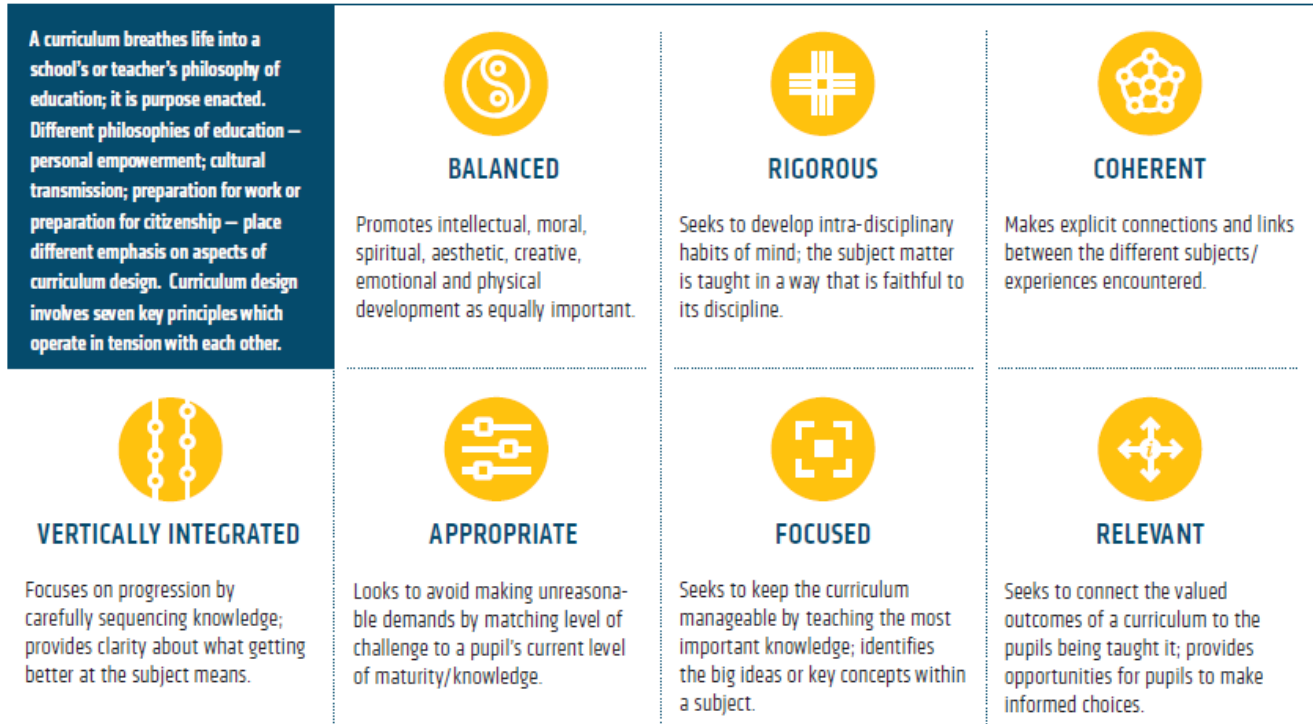 A curriculum breathes life into a
school's or teacher's philosophy of
education; it is purpose enacted.
Different philosophies of education –
personal empowerment; cultural
transmission; preparation for work or
preparation for citizenship – place
different emphasis on aspects of
curriculum design. Curriculum design
involves seven key principles which
operate in tension with each other.
BALANCED
Promotes intellectual, moral,
spiritual, aesthetic, creative,
emotional and physical
development as equally important.
RIGOROUS
Seeks to develop intra-disciplinary
habits of mind; the subject matter
is taught in a way that is faithful to
its discipline.
COHERENT
Makes explicit connections and links
between the different subjects/
experiences encountered.
VERTICALLY INTEGRATED
Focuses on progression by
carefully sequencing knowledge;
provides clarity about what getting
better at the subject means.
APPROPRIATE
Looks to avoid making unreasona-
ble demands by matching level of
challenge to a pupil's current level
of maturity/knowledge.
FOCUSED
Seeks to keep the curriculum
manageable by teaching the most
important knowledge; identifies
the big ideas or key concepts within
a subject.
i
RELEVANT
Seeks to connect the valued
outcomes of a curriculum to the
pupils being taught it; provides
opportunities for pupils to make
informed choices.